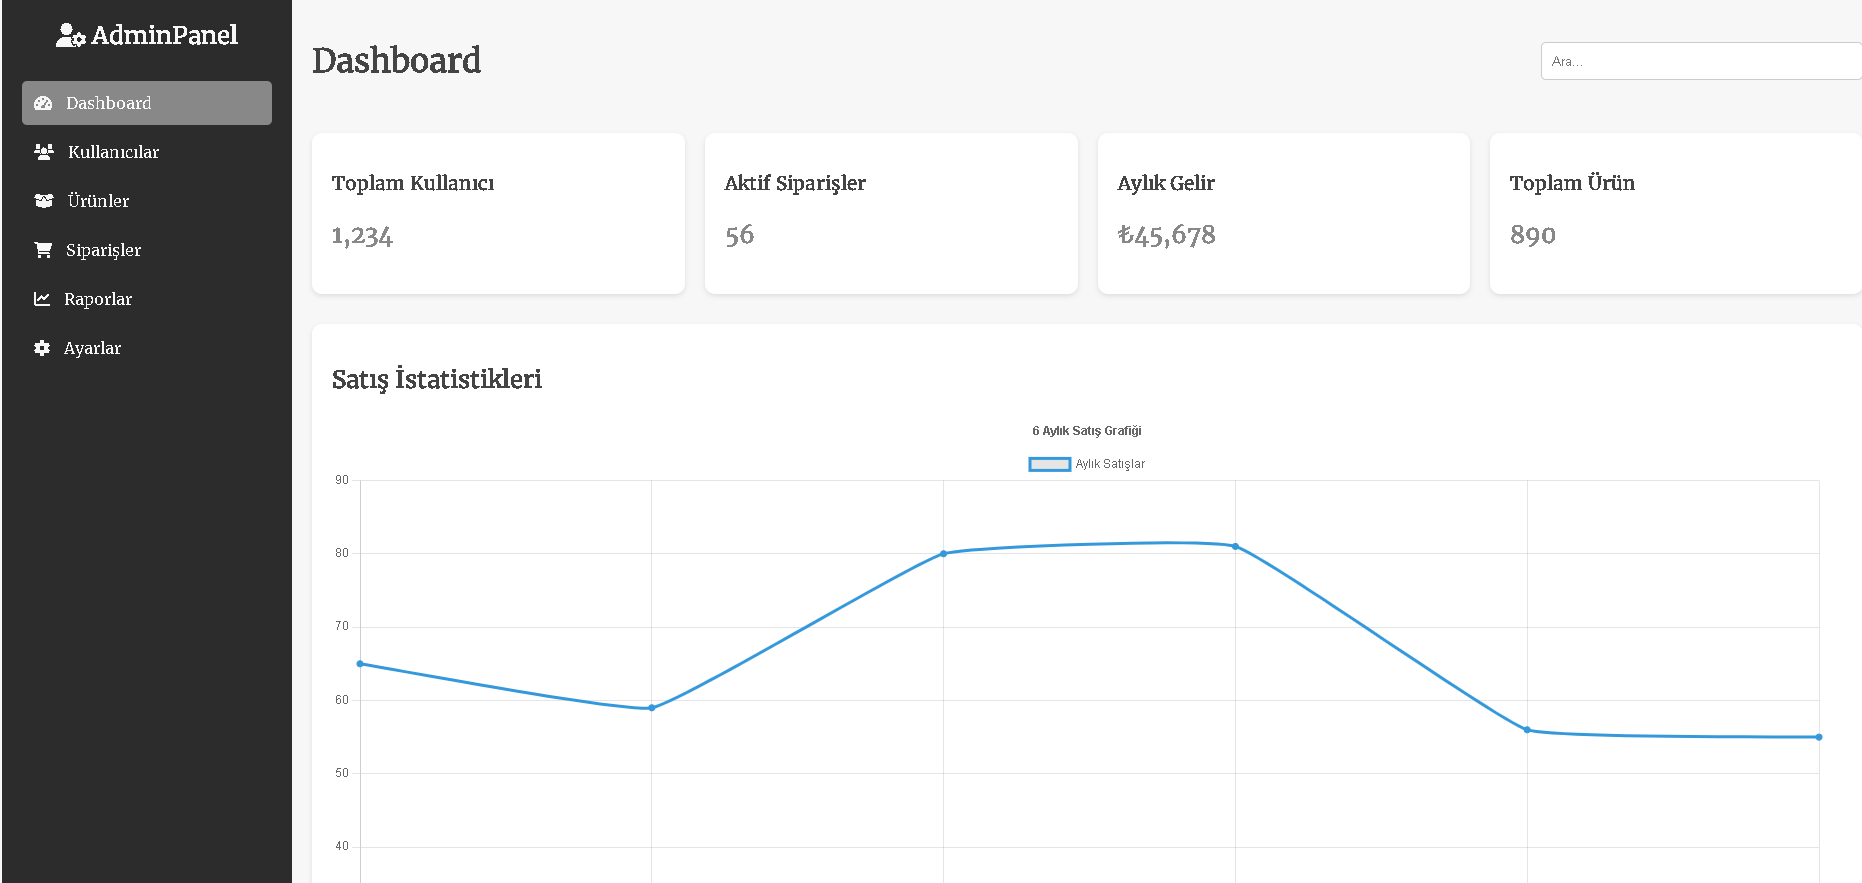 AdminPanel
Dashboard
Kullanıcılar
Ürünler
Siparişler
Raporlar
Ayarlar
Dashboard
Ara...
Toplam Kullanıcı
1,234
Aktif Siparişler
56
Aylık Gelir
₺45,678
Toplam Ürün
890
Satış İstatistikleri
6 Aylık Satış Grafiği
Aylık Satışlar
90
80
70
60
50
40